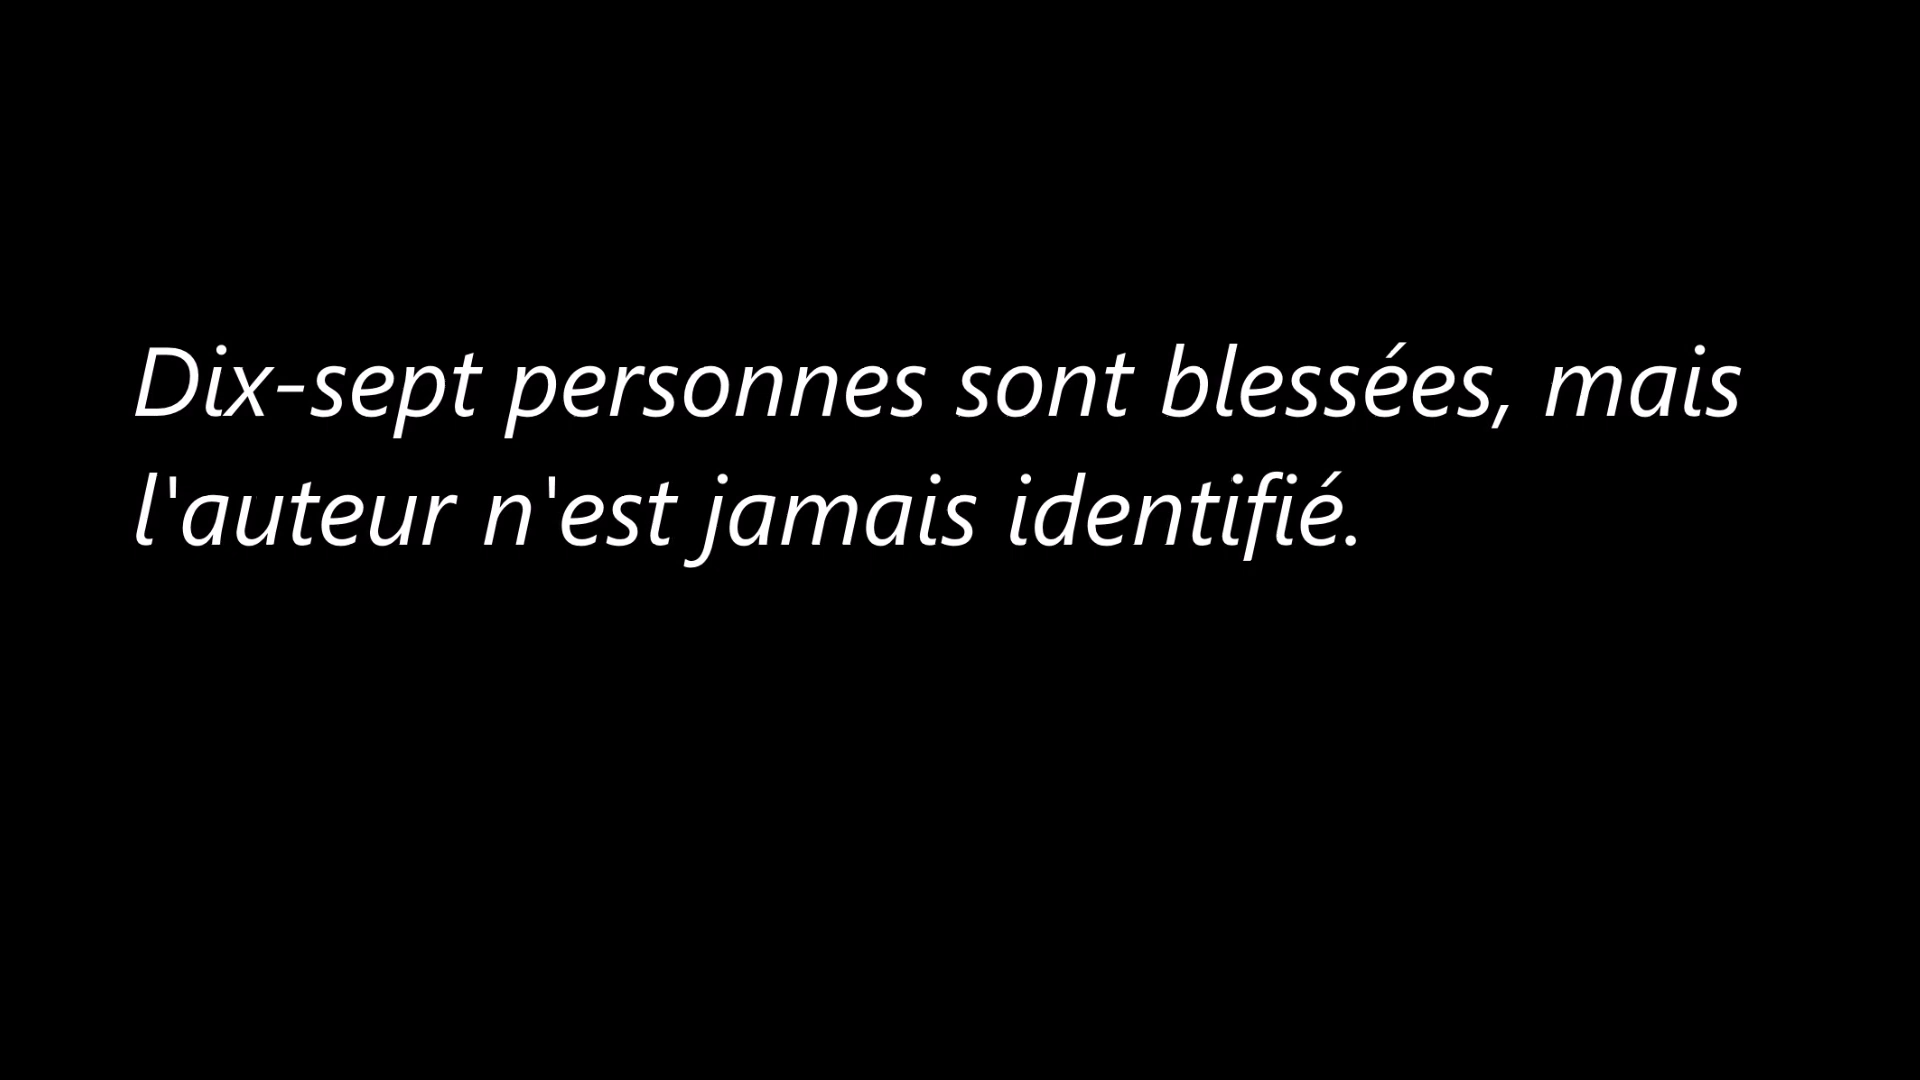 Dix-sept personnes sont blessées, mais
l'auteur n'est jamais identifié.